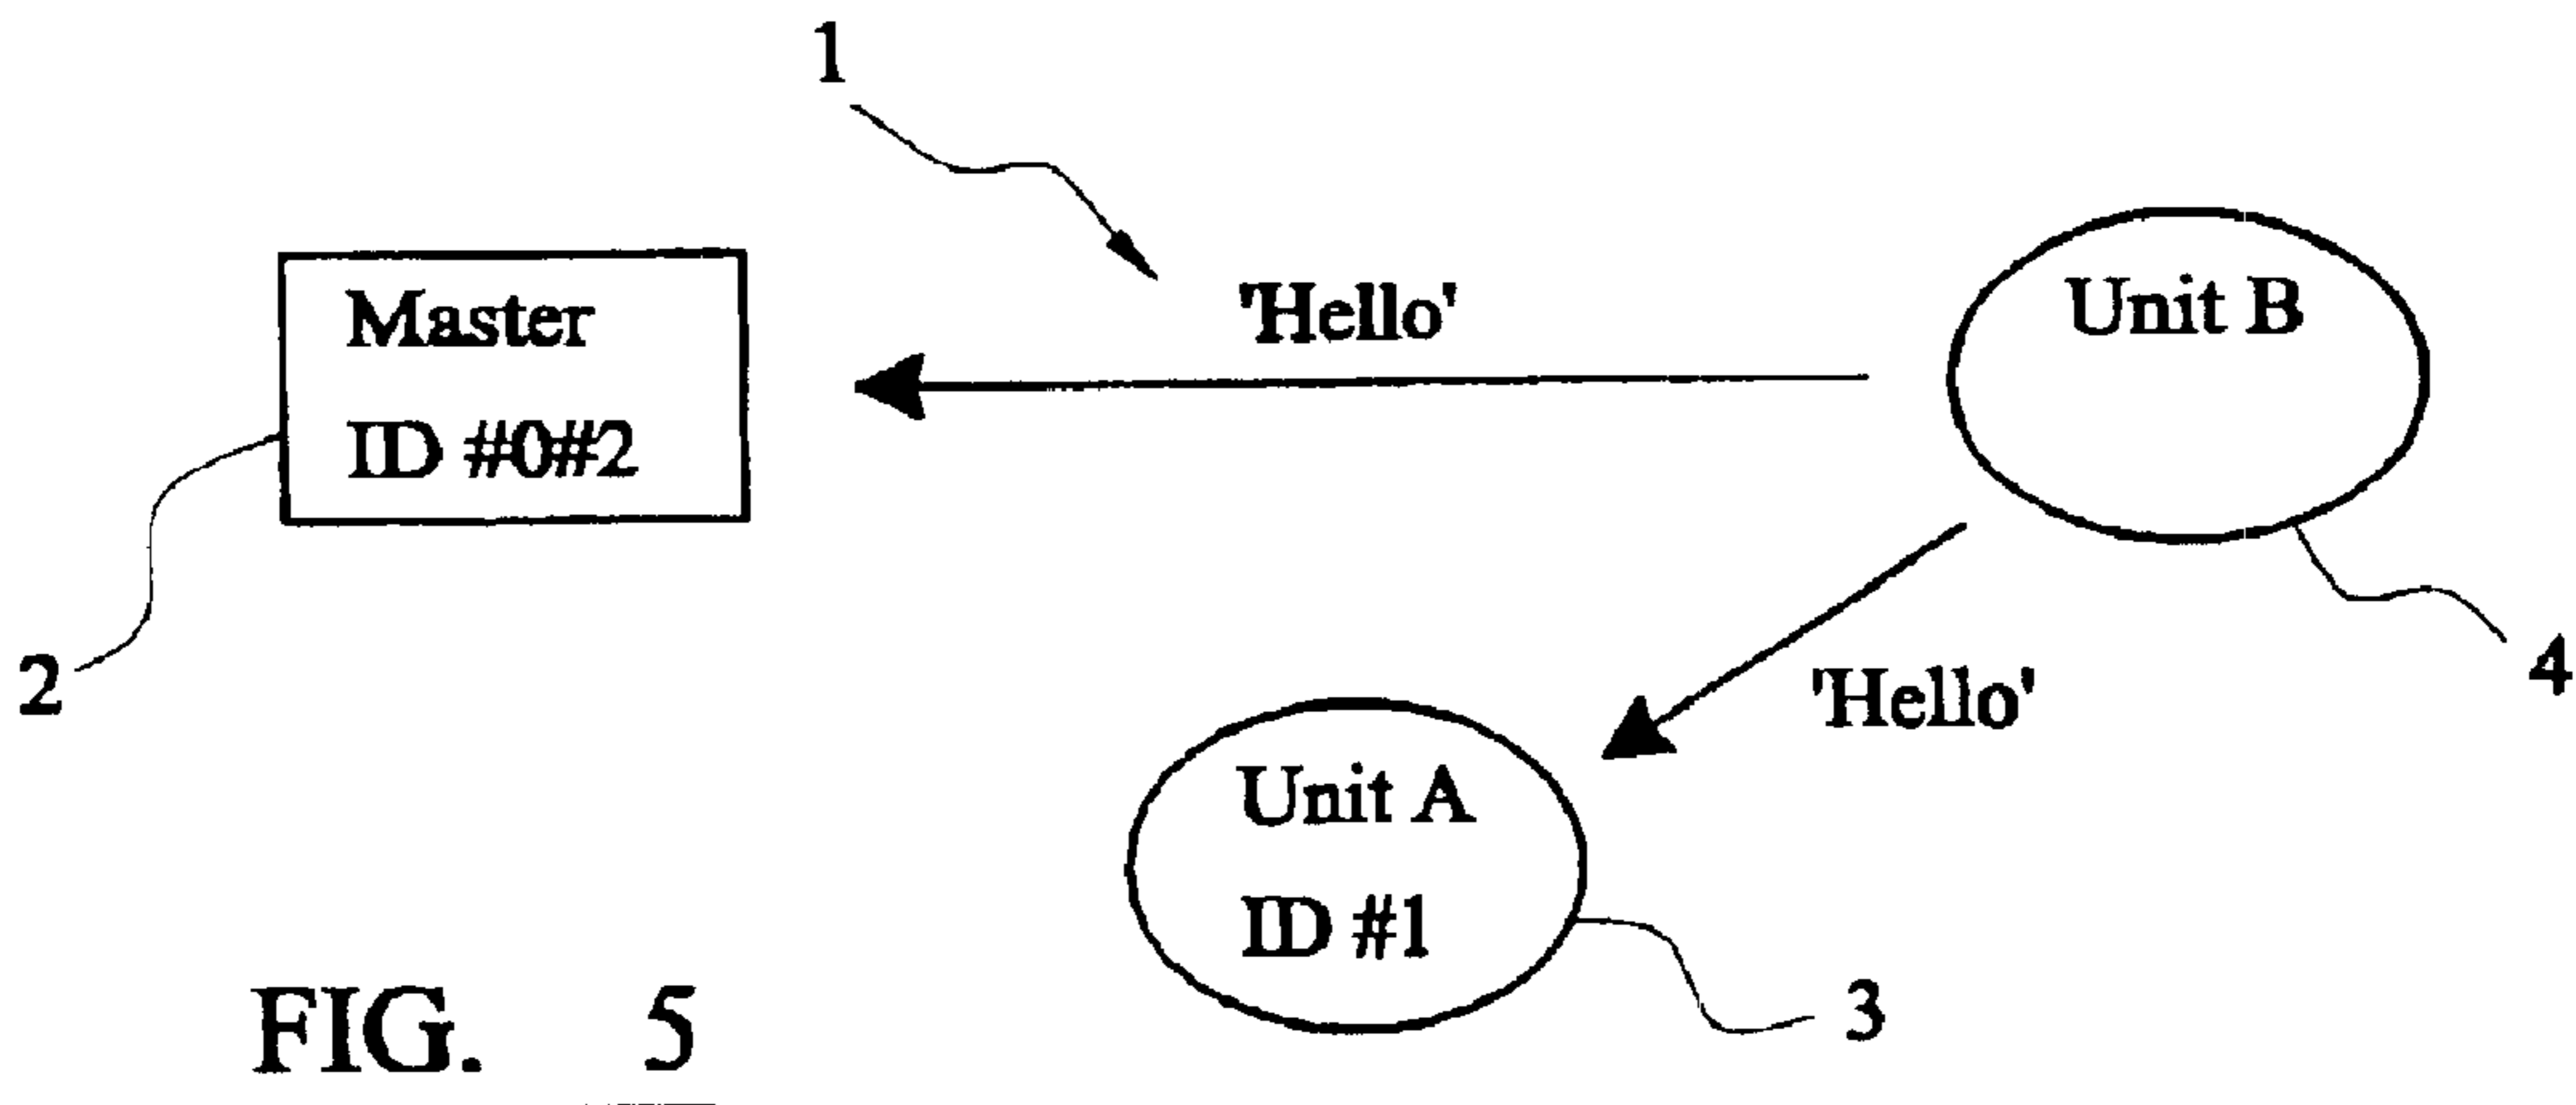 1
Master
ID #0#2
'Hello'
Unit B
2
'Hello'
4
Unit A
ID #1
3
FIG. 5